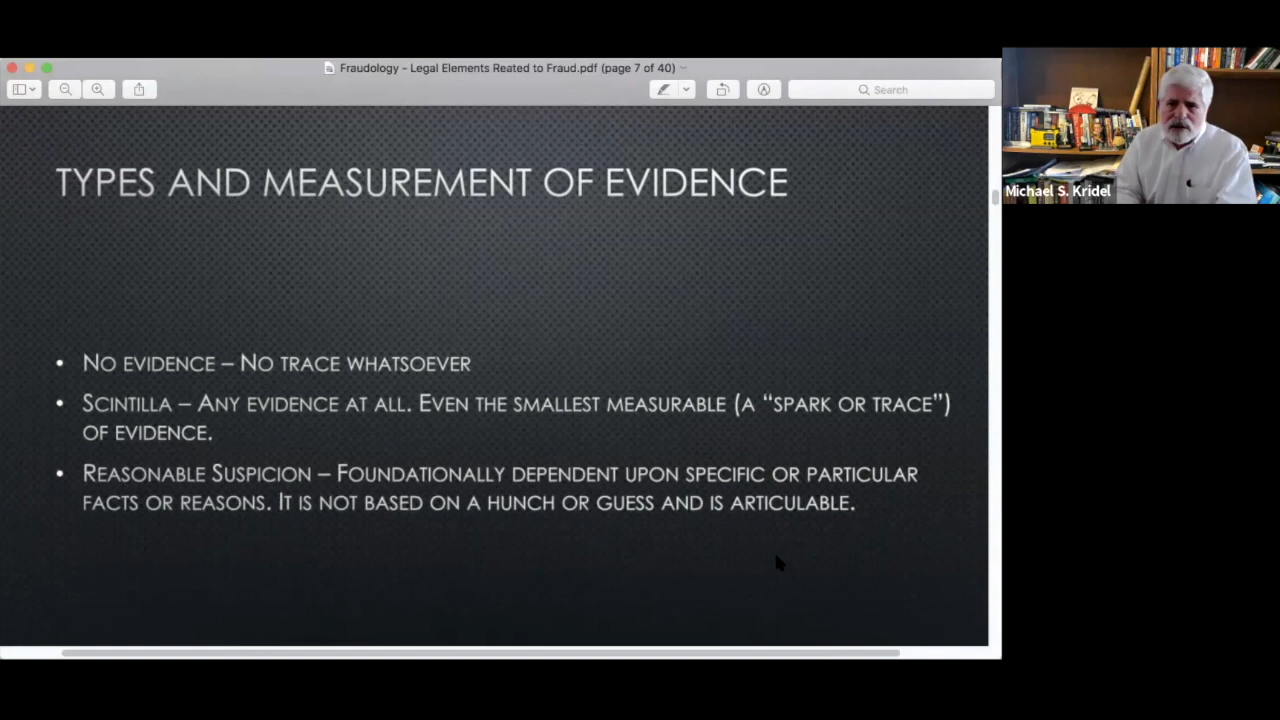 Fraudology - Legal Elements Reated to Fraud.pdf (page 7 of 40)
Search
TYPES AND MEASUREMENT OF EVIDENCE
• NO EVIDENCE – NO TRACE WHATSOEVER
• SCINTILLA – ANY EVIDENCE AT ALL. EVEN THE SMALLEST MEASURABLE (A “SPARK OR TRACE”)
OF EVIDENCE.
• REASONABLE SUSPICION – FOUNDATIONALLY DEPENDENT UPON SPECIFIC OR PARTICULAR
FACTS OR REASONS. IT IS NOT BASED ON A HUNCH OR GUESS AND IS ARTICULABLE.
Michael S. Kridel